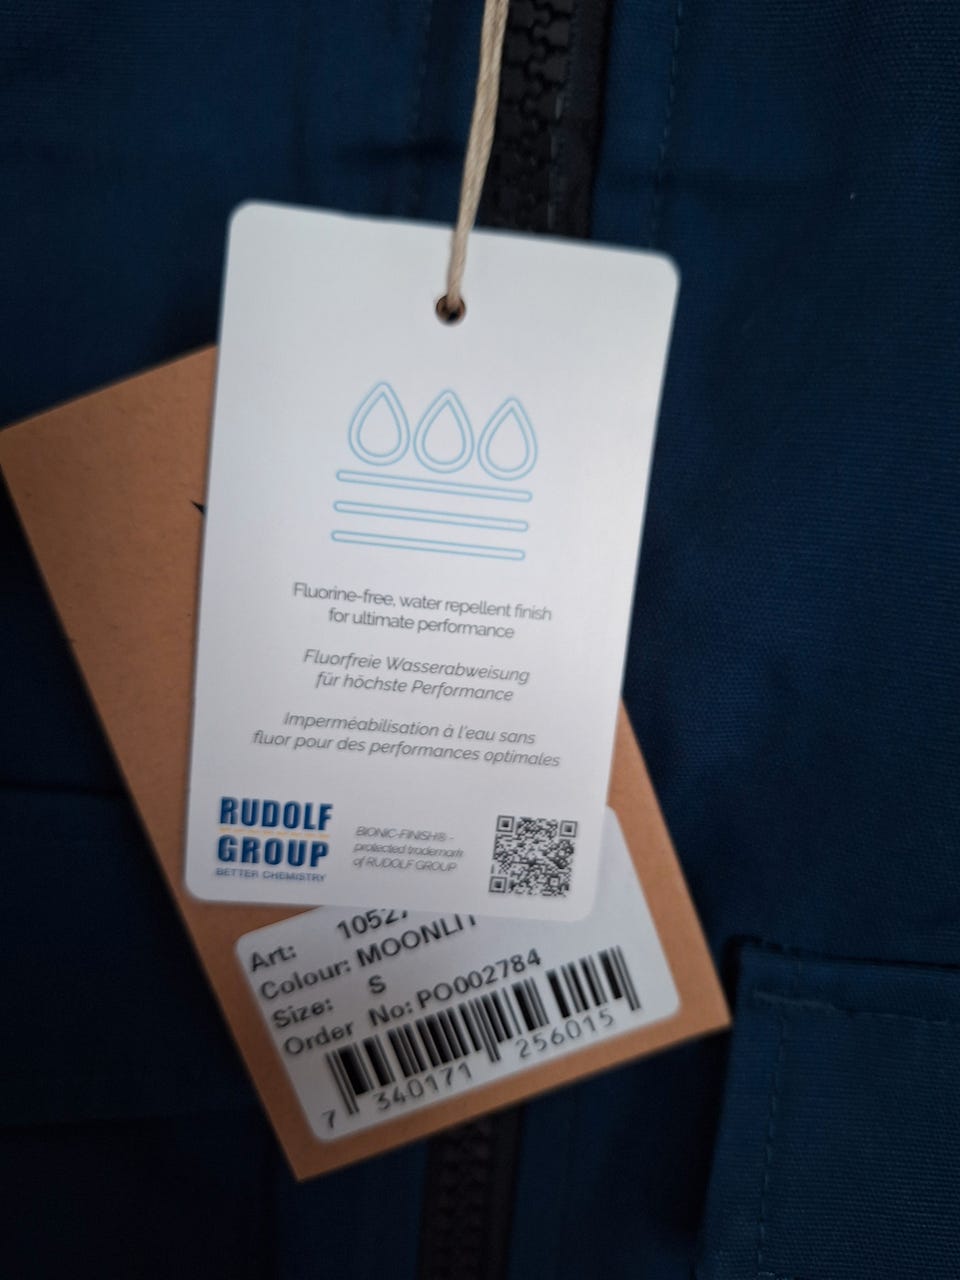 Fluorine-free, water repellent finish
for ultimate performance
Fluorfreie Wasserabweisung
für höchste Performance
Imperméabilisation à l'eau sans
fluor pour des performances optimales
RUDOLF
GROUP
BETTER CHEMISTRY
BIONIC-FINISH® -
protected trademark
of RUDOLF GROUP
Art: 1052
Colour: MOONLIT
Size: S
Order No: PO002784
7 340171 256015